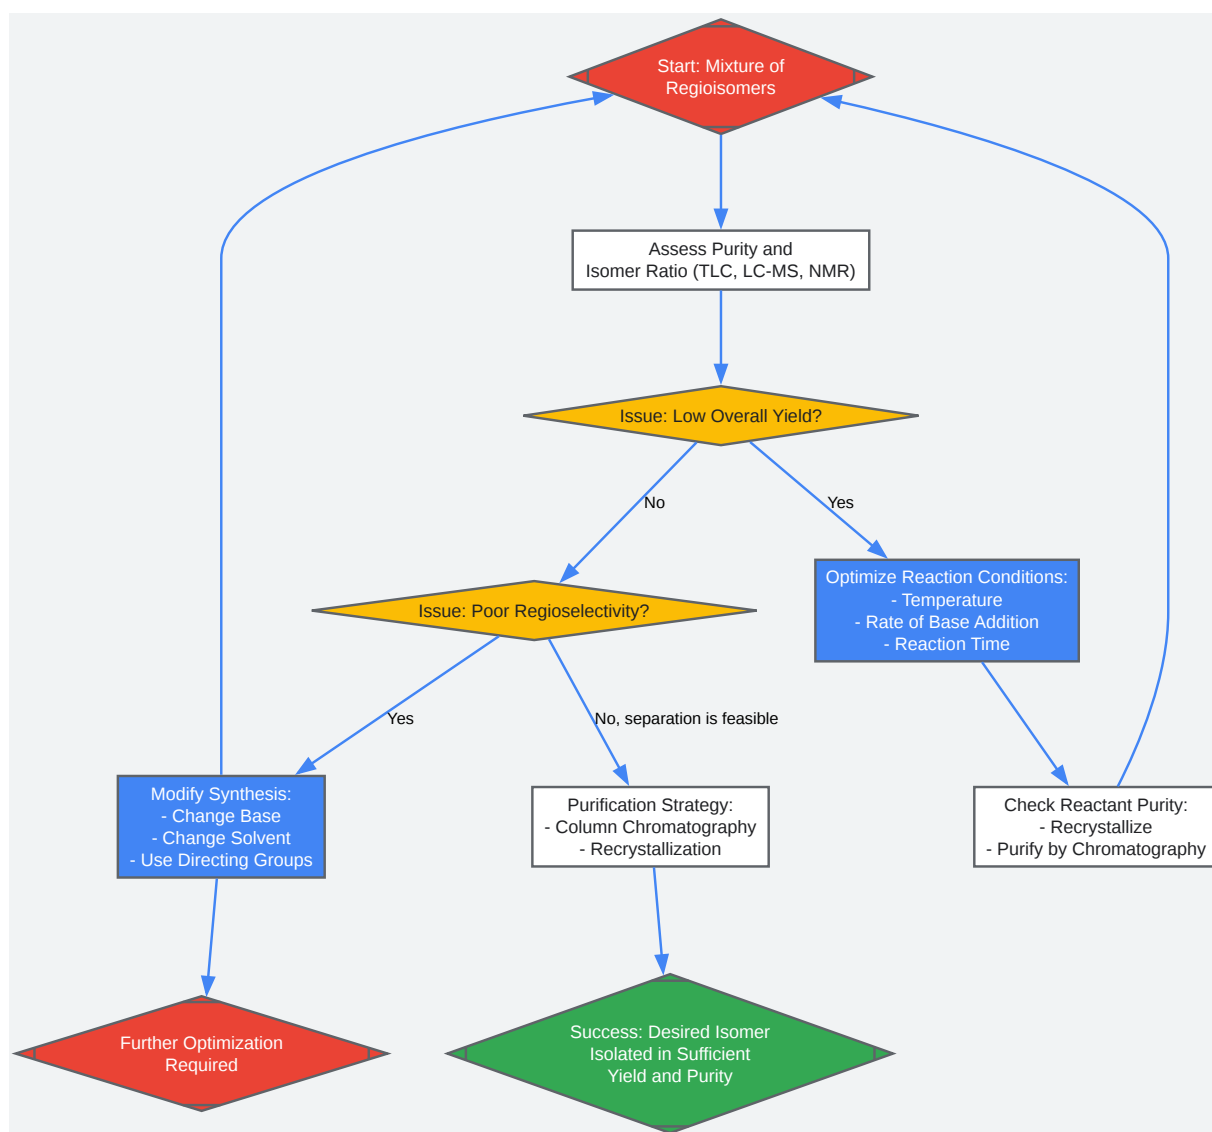 Start: Mixture of
Regioisomers
Assess Purity and
Isomer Ratio (TLC, LC-MS, NMR)
Issue: Low Overall Yield?
No
Yes
Optimize Reaction Conditions:
- Temperature
- Rate of Base Addition
- Reaction Time
Issue: Poor Regioselectivity?
Yes
No, separation is feasible
Modify Synthesis:
- Change Base
- Change Solvent
- Use Directing Groups
Purification Strategy:
- Column Chromatography
- Recrystallization
Check Reactant Purity:
- Recrystallize
- Purify by Chromatography
Further Optimization
Required
Success: Desired Isomer
Isolated in Sufficient
Yield and Purity